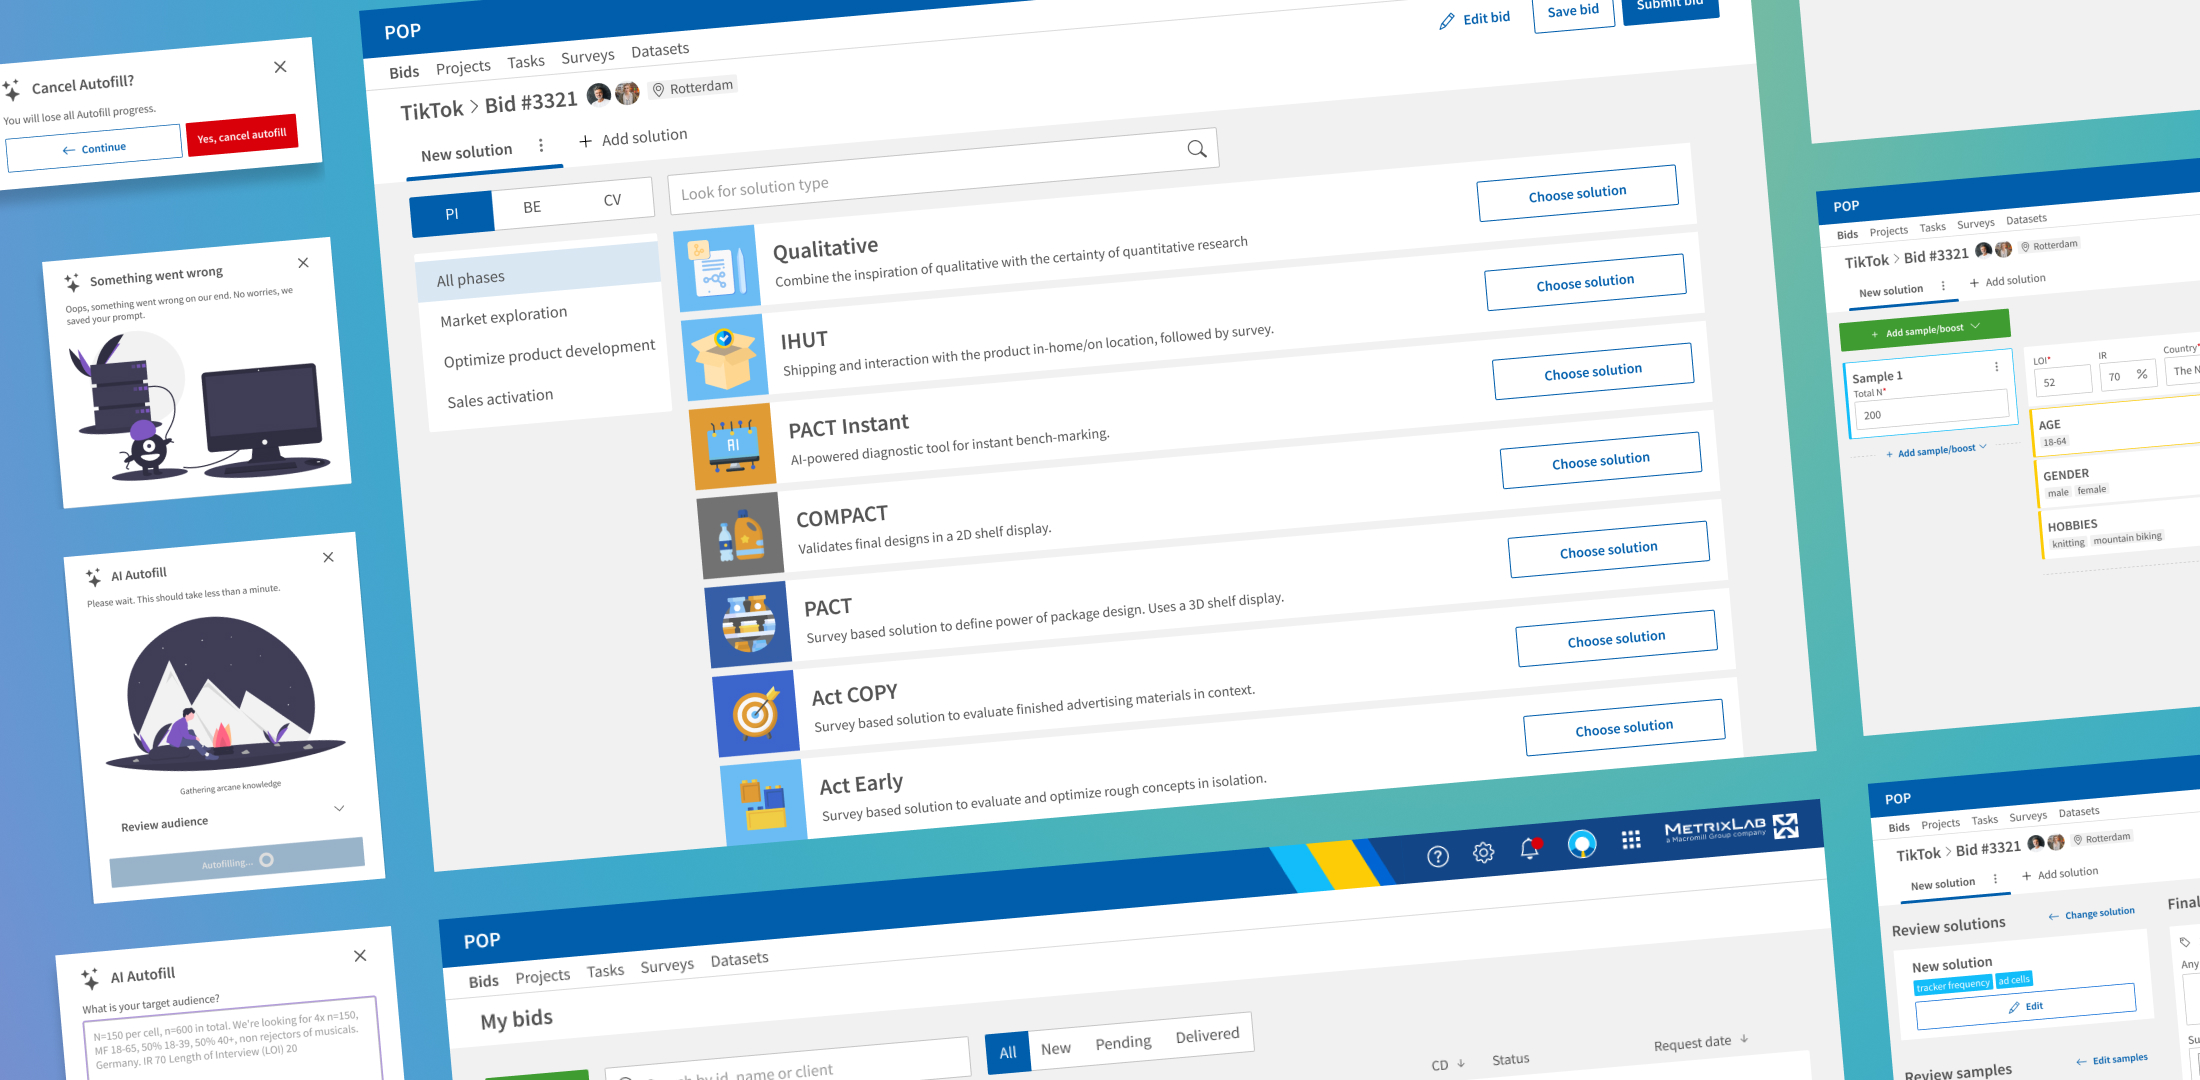 Cancel Autofill?
You will lose all Autofill progress.
Continue
Yes, cancel autofill
Something went wrong
Oops, something went wrong on our end. No worries, we
saved your prompt.
AI Autofill
Please wait. This should take less than a minute.
Gathering arcane knowledge
Review audience
Autofilling...
AI Autofill
What is your target audience?
N=150 per cell, n=600 in total. We're looking for 4x n=150,
MF 18-65, 50% 18-39, 50% 40+, non rejectors of musicals.
Germany. IR 70 Length of Interview (LOI) 20
POP
Bids Projects Tasks Surveys Datasets
Edit bid
Save bid
Submit bid
TikTok > Bid #3321
Rotterdam
New solution
+ Add solution
PI
BE
CV
Look for solution type
All phases
Market exploration
Optimize product development
Sales activation
Qualitative
Combine the inspiration of qualitative with the certainty of quantitative research
Choose solution
IHUT
Shipping and interaction with the product in-home/on location, followed by survey.
Choose solution
AI
PACT Instant
AI-powered diagnostic tool for instant bench-marking.
Choose solution
COMPACT
Validates final designs in a 2D shelf display.
Choose solution
PACT
Survey based solution to define power of package design. Uses a 3D shelf display.
Choose solution
Act COPY
Survey based solution to evaluate finished advertising materials in context.
Choose solution
Act Early
Survey based solution to evaluate and optimize rough concepts in isolation.
Choose solution
POP
METRIXLAB
a Macromill Group company
Bids Projects Tasks Surveys Datasets
My bids
by id, name or client
All
New
Pending
Delivered
CD
Status
Request date
POP
Bids Projects Tasks Surveys Datasets
TikTok > Bid #3321
Rotterdam
New solution
+ Add solution
+ Add sample/boost
Sample 1
Total N*
200
+ Add sample/boost
LOI*
52
IR
70 %
Country*
The N
AGE
18-64
GENDER
male female
HOBBIES
knitting mountain biking
POP
Bids Projects Tasks Surveys Datasets
TikTok > Bid #3321
Rotterdam
New solution
+ Add solution
Review solutions
Change solution
New solution
tracker frequency
ad cells
Edit
Review samples
Edit samples
Final
Any
Su